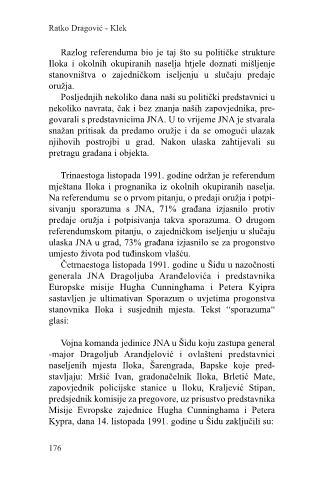 Ratko Dragović - Klek
Razlog referenduma bio je taj što su političke strukture
Iloka i okolnih okupiranih naselja htjele doznati mišljenje
stanovništva o zajedničkom iseljenju u slučaju predaje
oružja.
Posljednjih nekoliko dana naši su politički predstavnici u
nekoliko navrata, čak i bez znanja naših zapovjednika, pre-
govarali s predstavnicima JNA. U to vrijeme JNA je stvarala
snažan pritisak da predamo oružje i da se omogući ulazak
njihovih postrojbi u grad. Nakon ulaska zahtijevali su
pretragu građana i objekta.
Trinaestoga listopada 1991. godine održan je referendum
mještana Iloka i prognanika iz okolnih okupiranih naselja.
Na referendumu  se o prvom pitanju, o predaji oružja i potpi-
sivanju sporazuma s JNA, 71% građana izjasnilo protiv
predaje oružja i potpisivanja takva sporazuma. O drugom
referendumskom pitanju, o zajedničkom iseljenju u slučaju
ulaska JNA u grad, 73% građana izjasnilo se za progonstvo
umjesto života pod tuđinskom vlašću.
Četrnaestoga listopada 1991. godine u Šidu u nazočnosti
generala JNA Dragoljuba Aranđelovića i predstavnika
Europske misije Hugha Cunninghama i Petera Kyipra
sastavljen je ultimativan Sporazum o uvjetima progonstva
stanovnika Iloka i susjednih mjesta. Tekst “sporazuma“
glasi:
Vojna komanda jedinice JNA u Šidu koju zastupa general
-major Dragoljub Arandjelović i ovlašteni predstavnici
naseljenih mjesta Iloka, Šarengrada, Bapske koje pred-
stavljaju: Mršić Ivan, gradonačelnik Iloka, Brletić Mate,
zapovjednik policijske stanice u Iloku, Kraljević Stipan,
predsjednik komisije za pregovore, uz prisustvo predstavnika
Misije Evropske zajednice Hugha Cunninghama i Petera
Kypra, dana 14. listopada 1991. godine u Šidu zaključili su:
176